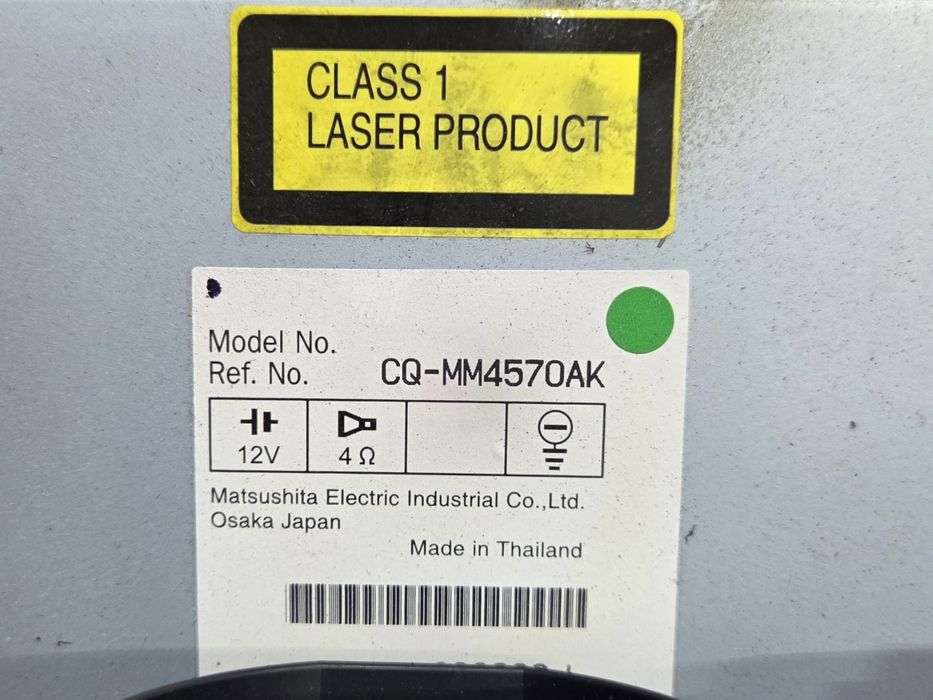 CLASS 1
LASER PRODUCT
Model No.
Ref. No. CQ-MM4570AK
12V 4 Ω
Matsushita Electric Industrial Co.,Ltd.
Osaka Japan
Made in Thailand